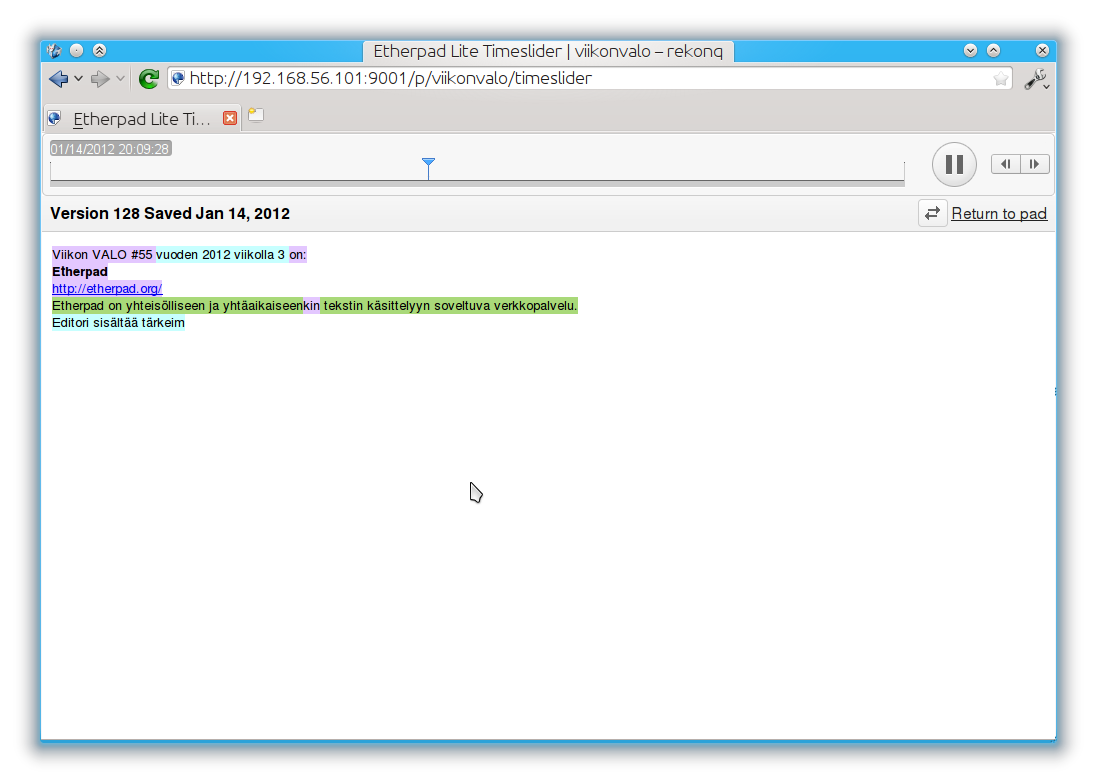 Etherpad Lite Timeslider | viikonvalo – rekonq
http://192.168.56.101:9001/p/viikonvalo/timeslider
Etherpad Lite Ti...
01/14/2012 20:09:28
Version 128 Saved Jan 14, 2012
Return to pad
Viikon VALO #55 vuoden 2012 viikolla 3 on:
Etherpad
http://etherpad.org/
Etherpad on yhteisölliseen ja yhtäaikaiseenkin tekstin käsittelyyn soveltuva verkkopalvelu.
Editori sisältää tärkeim